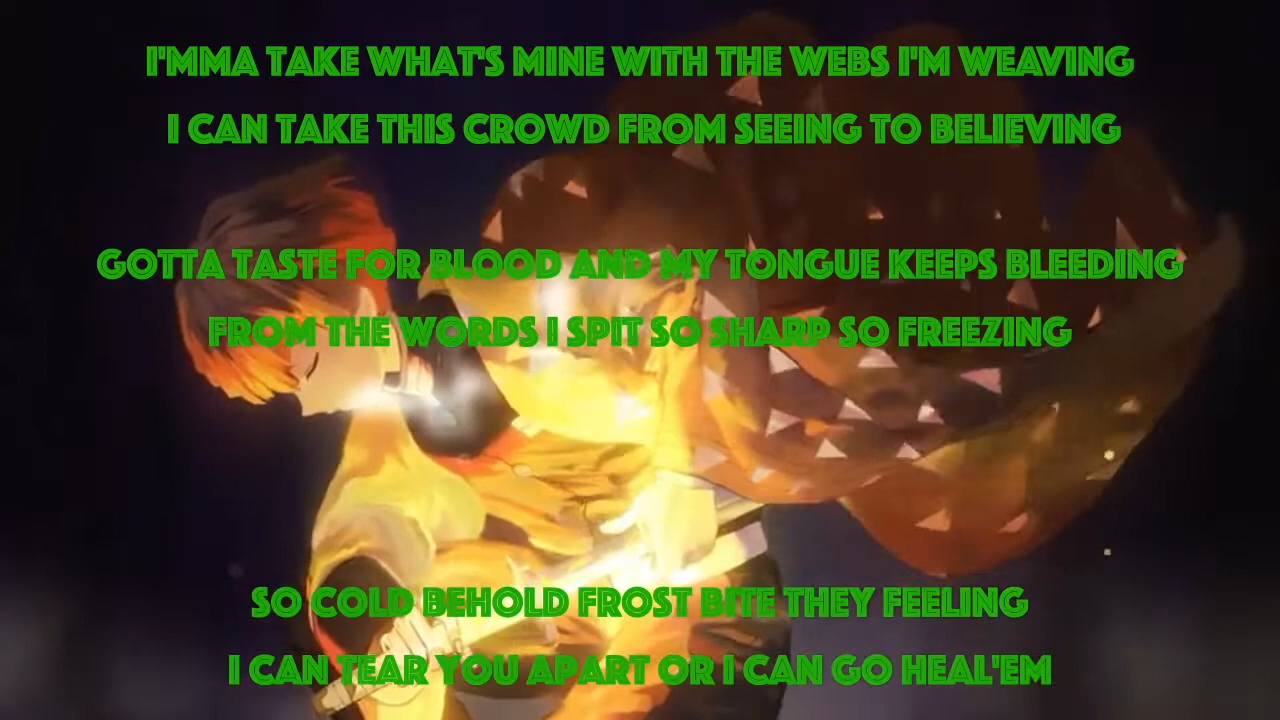 I'MMA TAKE WHAT'S MINE WITH THE WEBS I'M WEAVING
I CAN TAKE THIS CROWD FROM SEEING TO BELIEVING
GOTTA TASTE FOR BLOOD AND MY TONGUE KEEPS BLEEDING
FROM THE WORDS I SPIT SO SHARP SO FREEZING
SO COLD BEHOLD FROST BITE THEY FEELING
I CAN TEAR YOU APART OR I CAN GO HEAL'EM